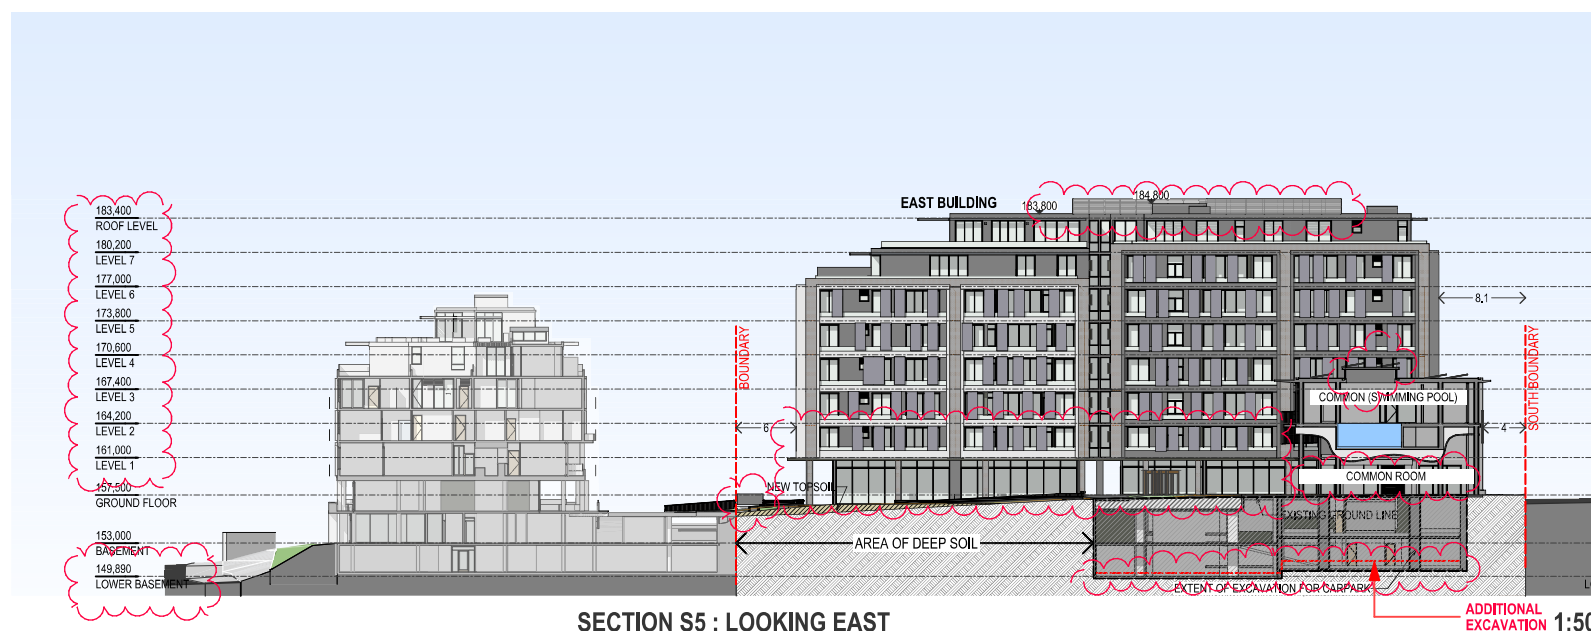 EAST BUILDING
183,800
184,800
183,400
ROOF LEVEL
180,200
LEVEL 7
177,000
LEVEL 6
173,800
LEVEL 5
170,600
LEVEL 4
167,400
LEVEL 3
164,200
LEVEL 2
161,000
LEVEL 1
157,500
GROUND FLOOR
153,000
BASEMENT
149,890
LOWER BASEMENT
BOUNDARY
6
8.1
SOUTH BOUNDARY
COMMON (SWIMMING POOL)
4
COMMON ROOM
NEW TOPSOIL
EXISTING GROUND LINE
AREA OF DEEP SOIL
EXTENT OF EXCAVATION FOR CARPARK
ADDITIONAL
EXCAVATION
SECTION S5 : LOOKING EAST
1:50